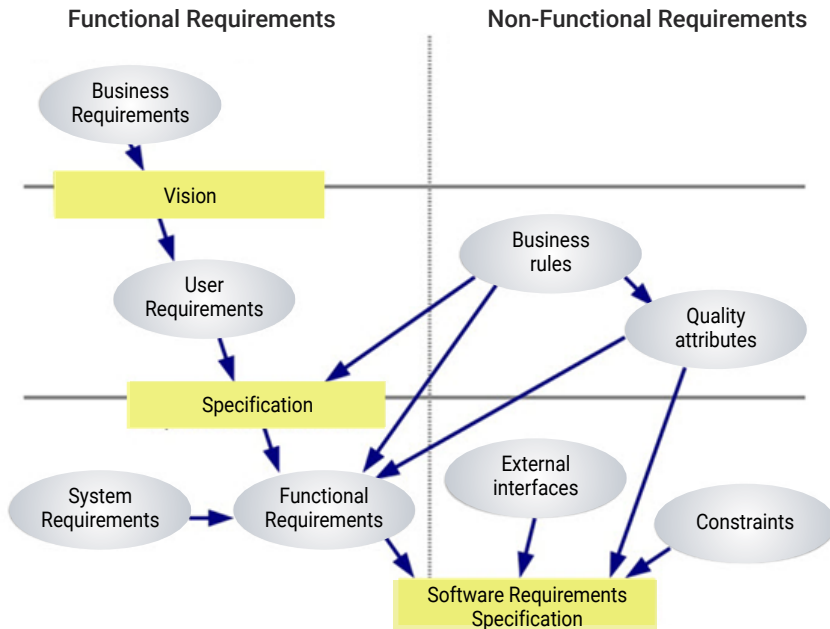 Functional Requirements
Non-Functional Requirements
Business
Requirements
Vision
Business
rules
User
Requirements
Quality
attributes
Specification
External
interfaces
System
Requirements
Functional
Requirements
Constraints
Software Requirements
Specification